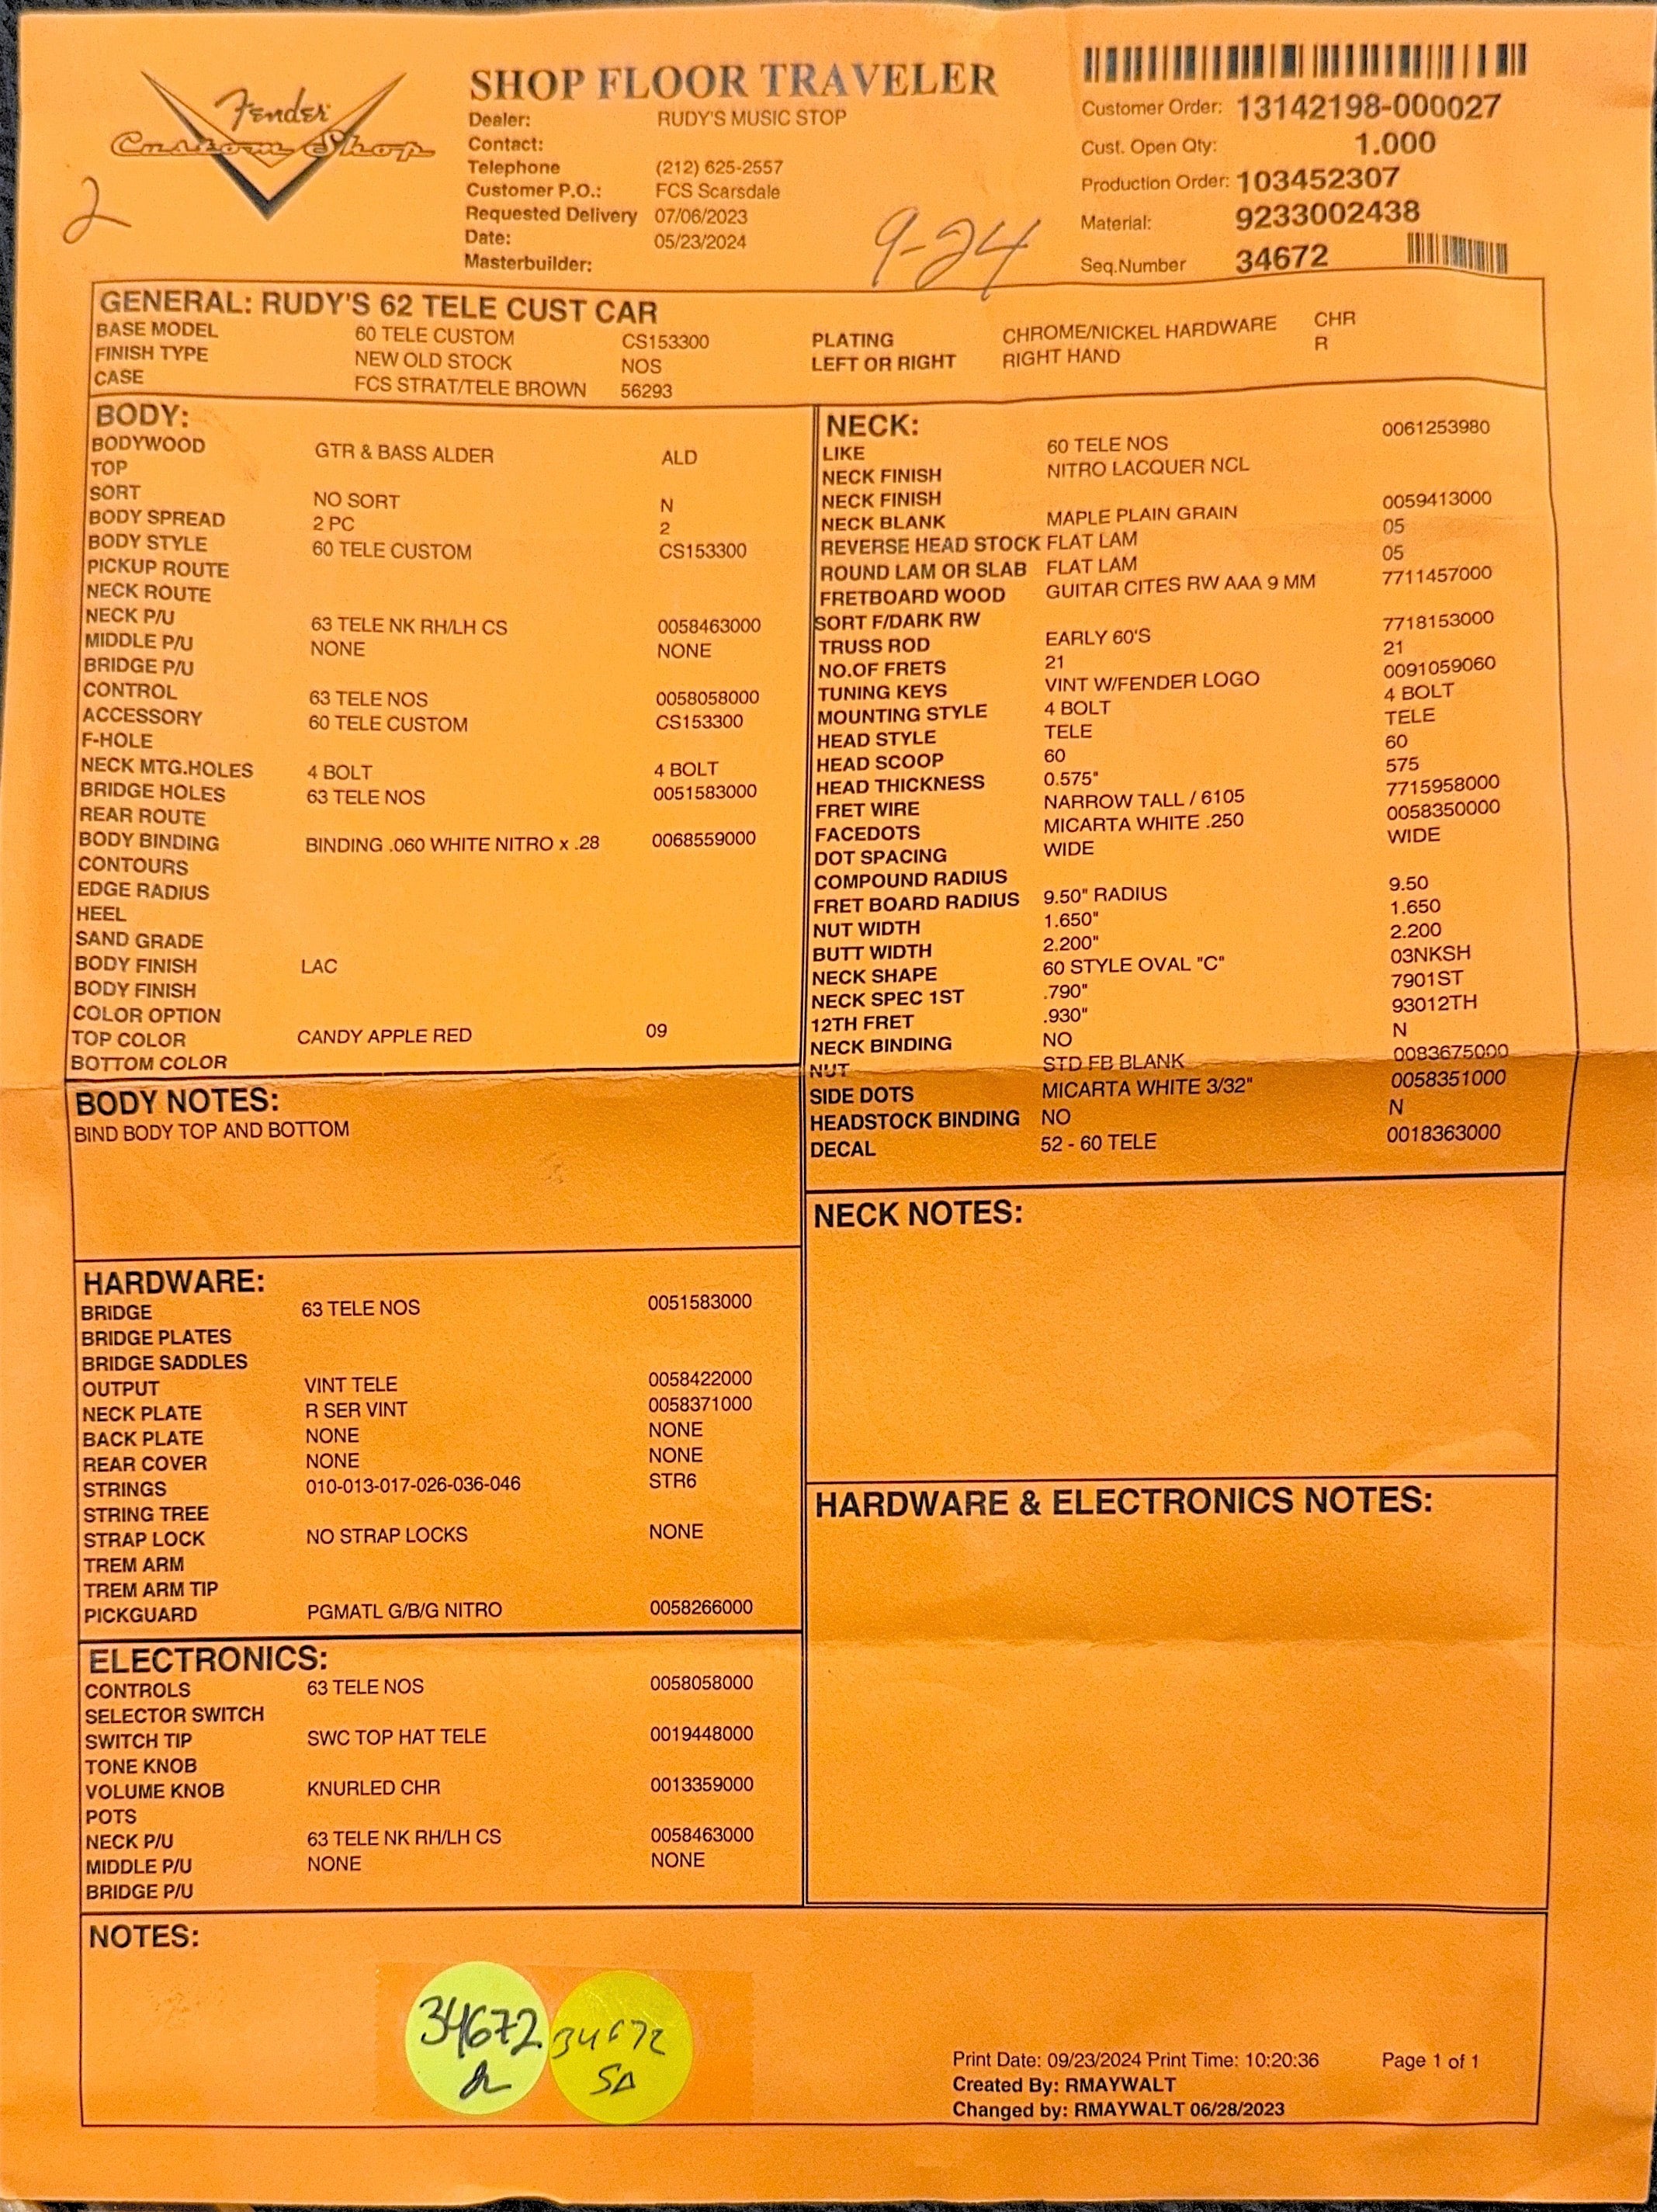 Fender
Custom Shop
2
SHOP FLOOR TRAVELER
Dealer: RUDY'S MUSIC STOP
Contact:
Telephone (212) 625-2557
Customer P.O.: FCS Scarsdale
Requested Delivery 07/06/2023
Date: 05/23/2024
Masterbuilder:
9-24
Customer Order: 13142198-000027
Cust. Open Qty: 1.000
Production Order: 103452307
Material: 9233002438
Seq.Number 34672
GENERAL: RUDY'S 62 TELE CUST CAR
BASE MODEL 60 TELE CUSTOM CS153300
FINISH TYPE NEW OLD STOCK NOS
CASE FCS STRAT/TELE BROWN 56293
PLATING CHROME/NICKEL HARDWARE CHR
LEFT OR RIGHT RIGHT HAND R
BODY:
BODYWOOD GTR & BASS ALDER ALD
TOP
SORT NO SORT N
BODY SPREAD 2 PC 2
BODY STYLE 60 TELE CUSTOM CS153300
PICKUP ROUTE
NECK ROUTE
NECK P/U 63 TELE NK RH/LH CS 0058463000
MIDDLE P/U NONE NONE
BRIDGE P/U
CONTROL 63 TELE NOS 0058058000
ACCESSORY 60 TELE CUSTOM CS153300
F-HOLE
NECK MTG.HOLES 4 BOLT 4 BOLT
BRIDGE HOLES 63 TELE NOS 0051583000
REAR ROUTE
BODY BINDING BINDING .060 WHITE NITRO x .28 0068559000
CONTOURS
EDGE RADIUS
HEEL
SAND GRADE
BODY FINISH LAC
BODY FINISH
COLOR OPTION
TOP COLOR CANDY APPLE RED 09
BOTTOM COLOR
BODY NOTES:
BIND BODY TOP AND BOTTOM
HARDWARE:
BRIDGE 63 TELE NOS 0051583000
BRIDGE PLATES
BRIDGE SADDLES
OUTPUT VINT TELE 0058422000
NECK PLATE R SER VINT 0058371000
BACK PLATE NONE NONE
REAR COVER NONE NONE
STRINGS 010-013-017-026-036-046 STR6
STRING TREE
STRAP LOCK NO STRAP LOCKS NONE
TREM ARM
TREM ARM TIP
PICKGUARD PGMATL G/B/G NITRO 0058266000
ELECTRONICS:
CONTROLS 63 TELE NOS 0058058000
SELECTOR SWITCH
SWITCH TIP SWC TOP HAT TELE 0019448000
TONE KNOB
VOLUME KNOB KNURLED CHR 0013359000
POTS
NECK P/U 63 TELE NK RH/LH CS 0058463000
MIDDLE P/U NONE NONE
BRIDGE P/U
NECK: 0061253980
LIKE 60 TELE NOS
NECK FINISH NITRO LACQUER NCL
NECK FINISH 0059413000
NECK BLANK MAPLE PLAIN GRAIN 05
REVERSE HEAD STOCK FLAT LAM 05
ROUND LAM OR SLAB FLAT LAM 7711457000
FRETBOARD WOOD GUITAR CITES RW AAA 9 MM
SORT F/DARK RW 7718153000
TRUSS ROD EARLY 60'S 21
NO.OF FRETS 21 0091059060
TUNING KEYS VINT W/FENDER LOGO 4 BOLT
MOUNTING STYLE 4 BOLT TELE
HEAD STYLE TELE 60
HEAD SCOOP 60 575
HEAD THICKNESS 0.575" 7715958000
FRET WIRE NARROW TALL / 6105 0058350000
FACEDOTS MICARTA WHITE .250 WIDE
DOT SPACING WIDE
COMPOUND RADIUS 9.50
FRET BOARD RADIUS 9.50" RADIUS 1.650
NUT WIDTH 1.650" 2.200
BUTT WIDTH 2.200" 03NKSH
NECK SHAPE 60 STYLE OVAL "C" 7901ST
NECK SPEC 1ST .790" 93012TH
12TH FRET .930" N
NECK BINDING NO 0083675000
NUT STD FB BLANK 0058351000
SIDE DOTS MICARTA WHITE 3/32" N
HEADSTOCK BINDING NO 0018363000
DECAL 52 - 60 TELE
NECK NOTES:
HARDWARE & ELECTRONICS NOTES:
NOTES:
34672
34672
SA
Print Date: 09/23/2024 Print Time: 10:20:36 Page 1 of 1
Created By: RMAYWALT
Changed by: RMAYWALT 06/28/2023